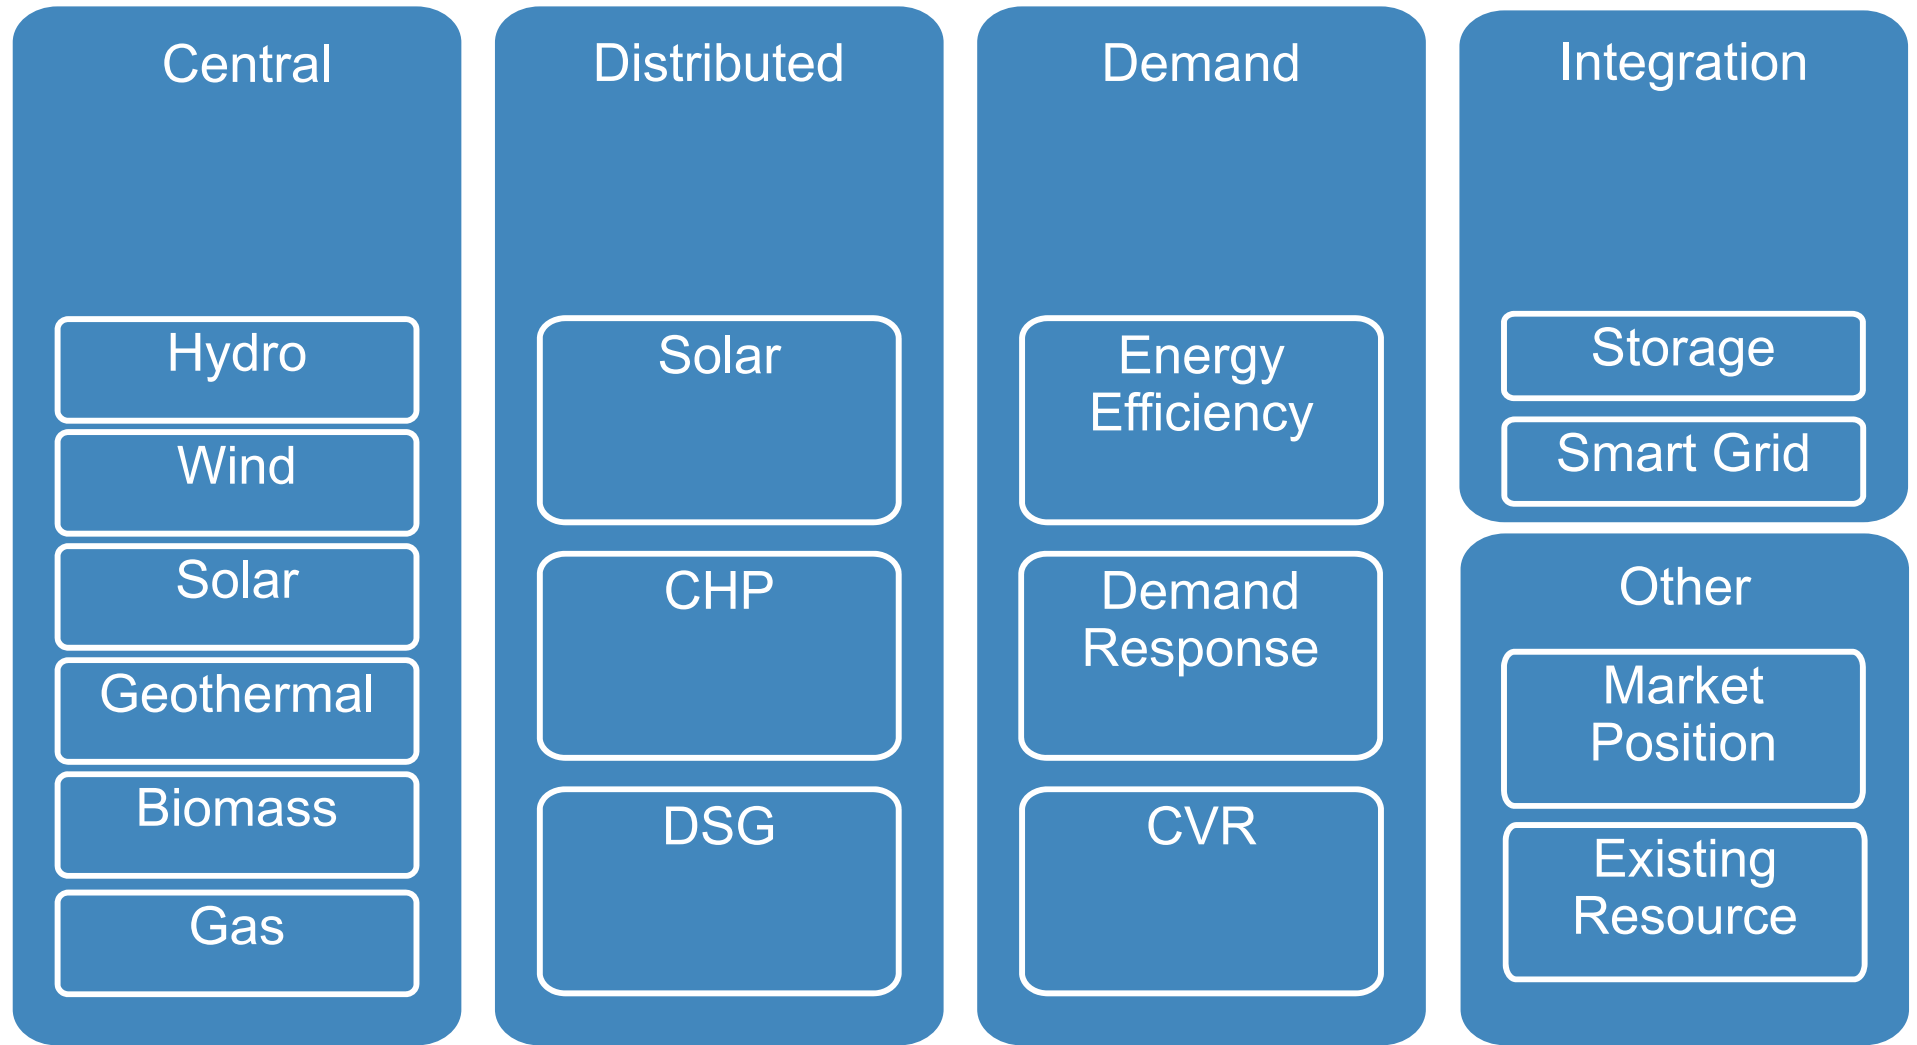 Central
Hydro
Wind
Solar
Geothermal
Biomass
Gas
Distributed
Solar
CHP
DSG
Demand
Energy
Efficiency
Demand
Response
CVR
Integration
Storage
Smart Grid
Other
Market
Position
Existing
Resource